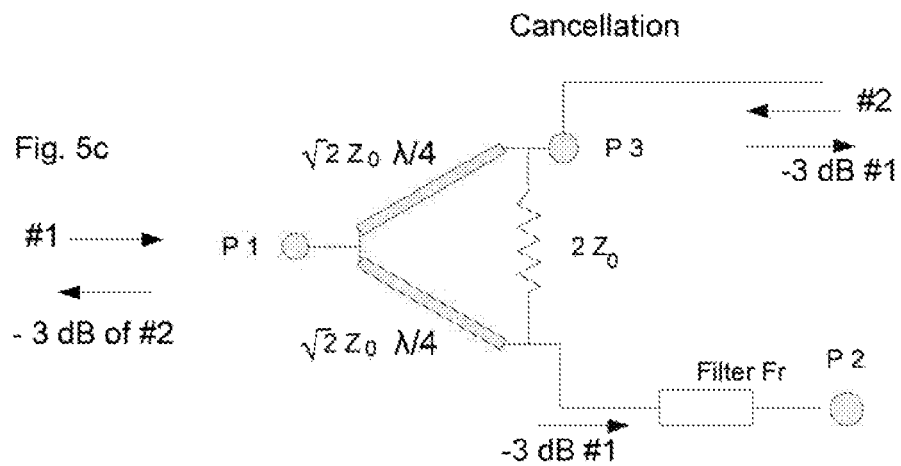 Cancellation
#2
Fig. 5c
√2 Z₀ λ/4
P 3
-3 dB #1
#1
P 1
2 Z₀
- 3 dB of #2
√2 Z₀ λ/4
Filter Fr
P 2
-3 dB #1